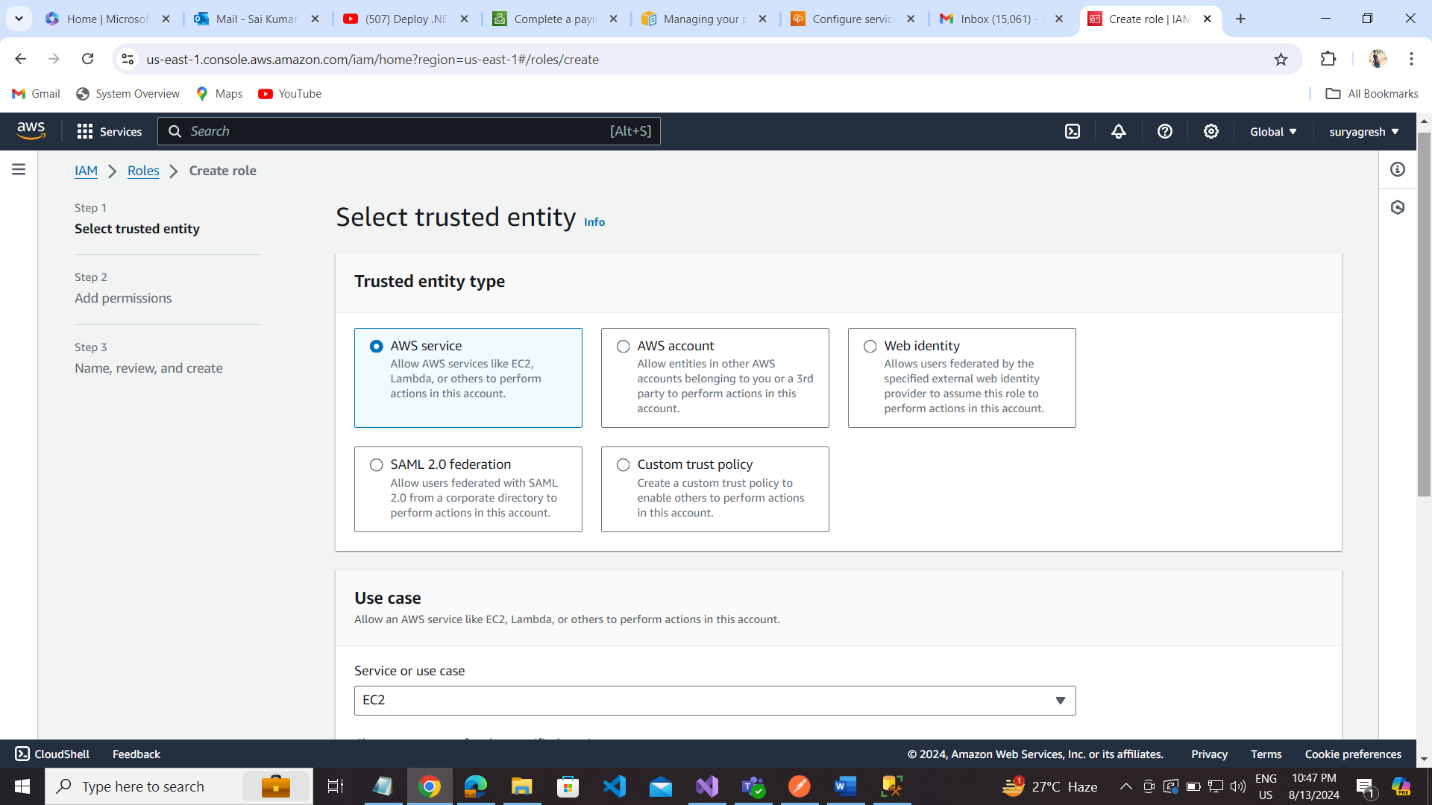 Home | Microsof
Mail - Sai Kumar
(507) Deploy .NE
Complete a payn
Managing your p
Configure servic
Inbox (15,061) -
Create role | IAM
us-east-1.console.aws.amazon.com/iam/home?region=us-east-1#/roles/create
Gmail
System Overview
Maps
YouTube
All Bookmarks
aws
Services
Search
[Alt+S]
Global
suryagresh
IAM
Roles
Create role
Step 1
Select trusted entity
Step 2
Add permissions
Step 3
Name, review, and create
Select trusted entity Info
Trusted entity type
AWS service
Allow AWS services like EC2,
Lambda, or others to perform
actions in this account.
AWS account
Allow entities in other AWS
accounts belonging to you or a 3rd
party to perform actions in this
account.
Web identity
Allows users federated by the
specified external web identity
provider to assume this role to
perform actions in this account.
SAML 2.0 federation
Allow users federated with SAML
2.0 from a corporate directory to
perform actions in this account.
Custom trust policy
Create a custom trust policy to
enable others to perform actions
in this account.
Use case
Allow an AWS service like EC2, Lambda, or others to perform actions in this account.
Service or use case
EC2
CloudShell
Feedback
© 2024, Amazon Web Services, Inc. or its affiliates.
Privacy
Terms
Cookie preferences
Type here to search
1
27°C Haze
ENG
US
10:47 PM
8/13/2024
1